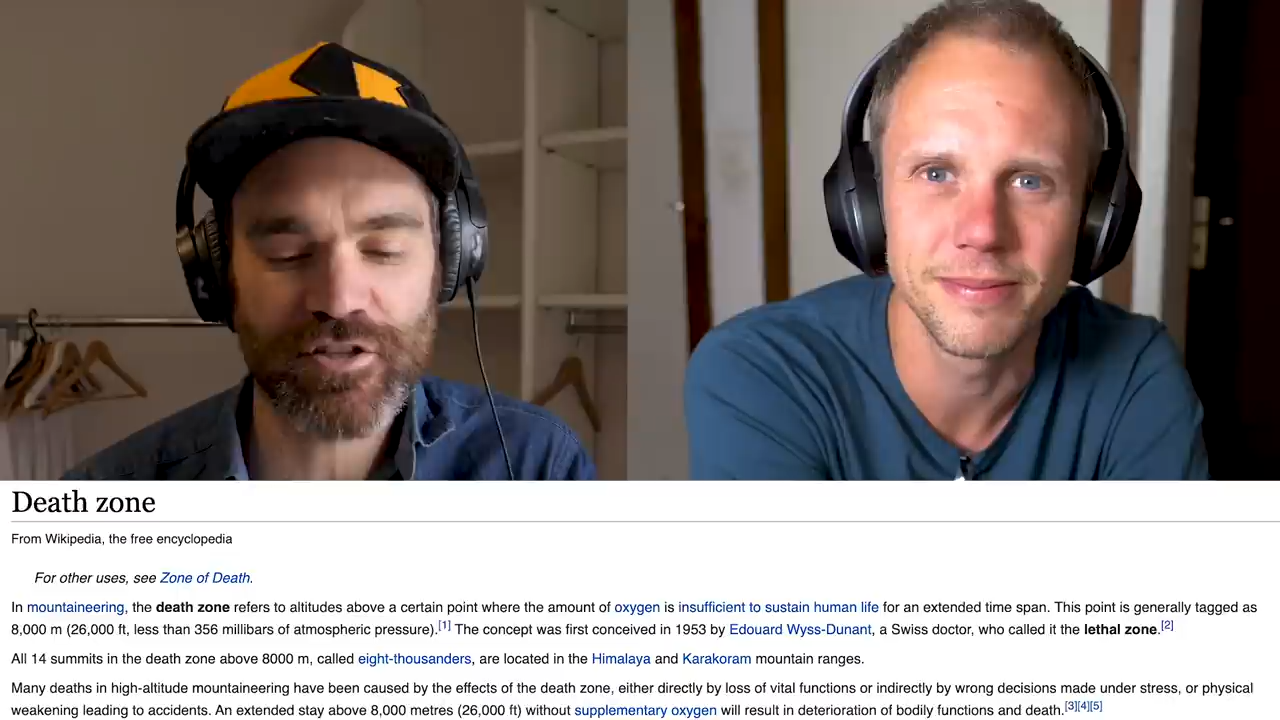 Death zone
From Wikipedia, the free encyclopedia
For other uses, see Zone of Death.
In mountaineering, the death zone refers to altitudes above a certain point where the amount of oxygen is insufficient to sustain human life for an extended time span. This point is generally tagged as
8,000 m (26,000 ft, less than 356 millibars of atmospheric pressure).[1] The concept was first conceived in 1953 by Edouard Wyss-Dunant, a Swiss doctor, who called it the lethal zone.[2]
All 14 summits in the death zone above 8000 m, called eight-thousanders, are located in the Himalaya and Karakoram mountain ranges.
Many deaths in high-altitude mountaineering have been caused by the effects of the death zone, either directly by loss of vital functions or indirectly by wrong decisions made under stress, or physical
weakening leading to accidents. An extended stay above 8,000 metres (26,000 ft) without supplementary oxygen will result in deterioration of bodily functions and death.[3][4][5]